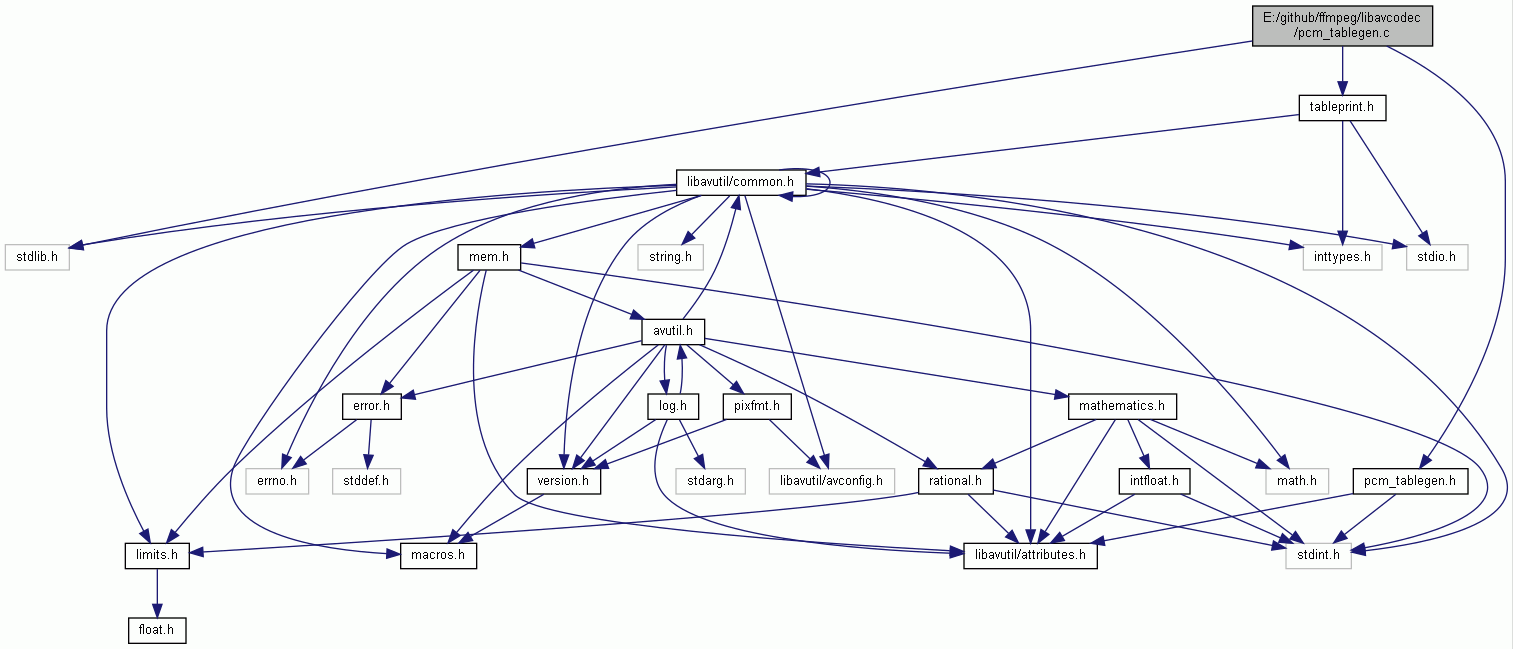 E:/github/ffmpeg/libavcodec
/pcm_tablegen.c
tableprint.h
libavutil/common.h
stdlib.h
mem.h
string.h
inttypes.h
stdio.h
avutil.h
error.h
log.h
pixfmt.h
mathematics.h
errno.h
stddef.h
version.h
stdarg.h
libavutil/avconfig.h
rational.h
intfloat.h
math.h
pcm_tablegen.h
limits.h
macros.h
libavutil/attributes.h
stdint.h
float.h